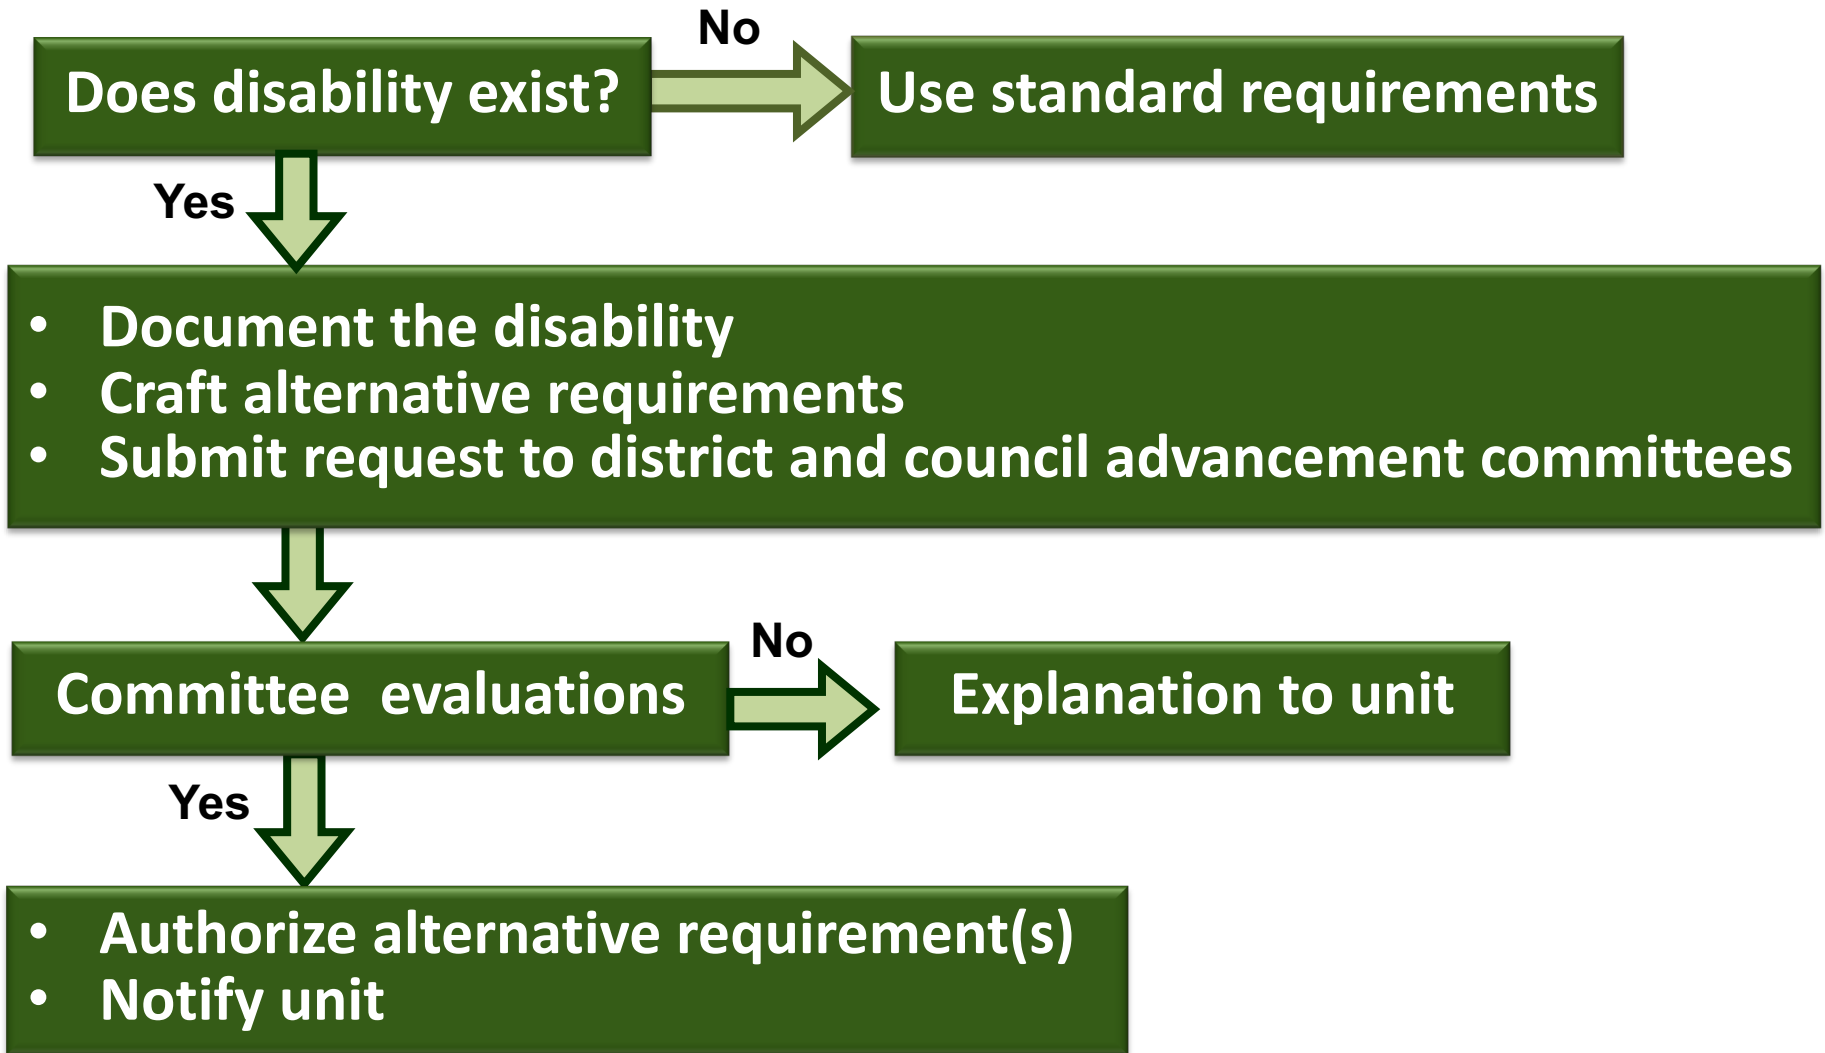 No
Does disability exist?
Use standard requirements
Yes
• Document the disability
• Craft alternative requirements
• Submit request to district and council advancement committees
No
Committee evaluations
Explanation to unit
Yes
• Authorize alternative requirement(s)
• Notify unit